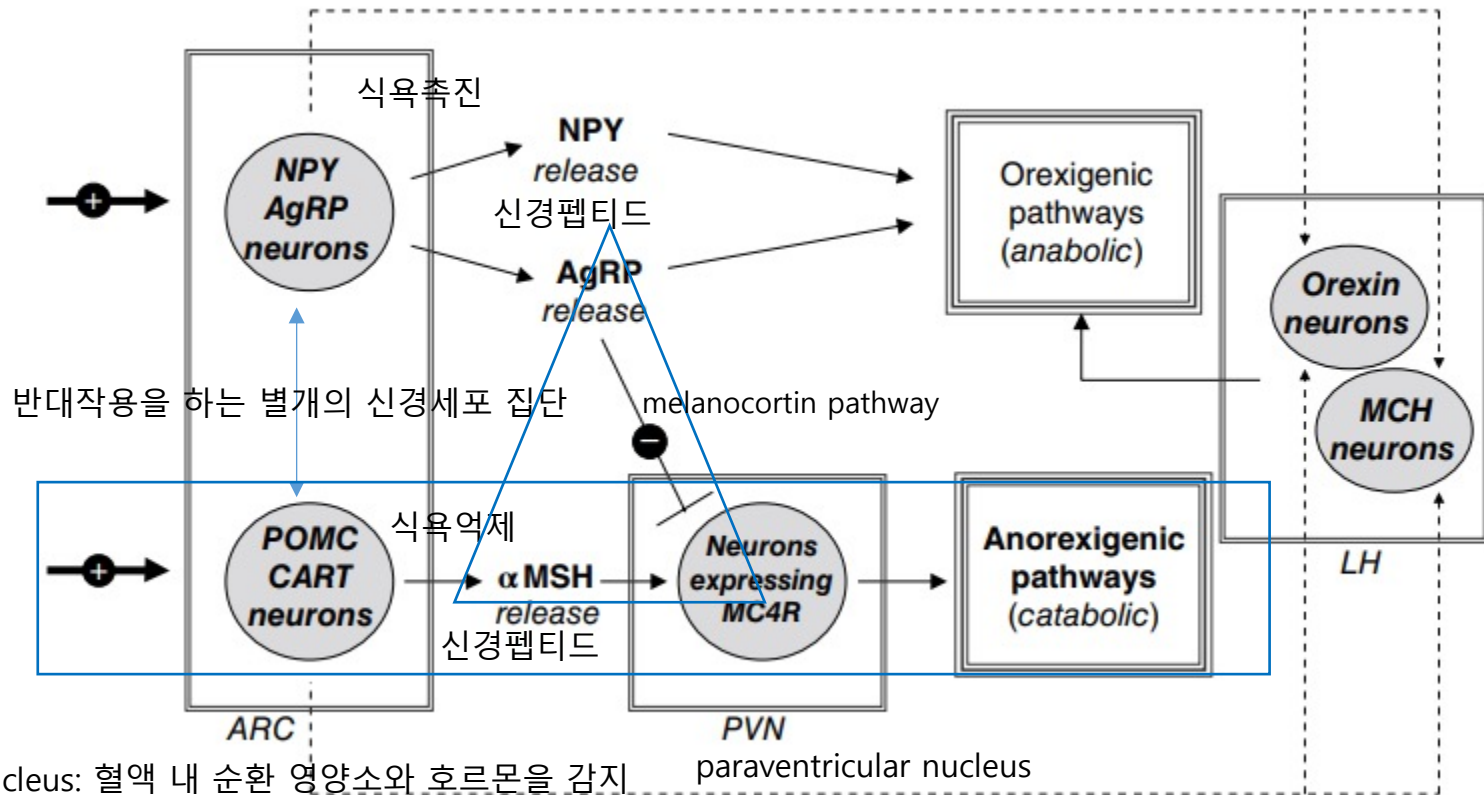 식욕촉진
NPY
AgRP
neurons
NPY
release
신경펩티드
AgRP
release
Orexigenic
pathways
(anabolic)
Orexin
neurons
MCH
neurons
LH
반대작용을 하는 별개의 신경세포 집단
melanocortin pathway
POMC
CART
neurons
식욕억제
α MSH
release
신경펩티드
Neurons
expressing
MC4R
Anorexigenic
pathways
(catabolic)
ARC
PVN
cleus: 혈액 내 순환 영양소와 호르몬을 감지
paraventricular nucleus